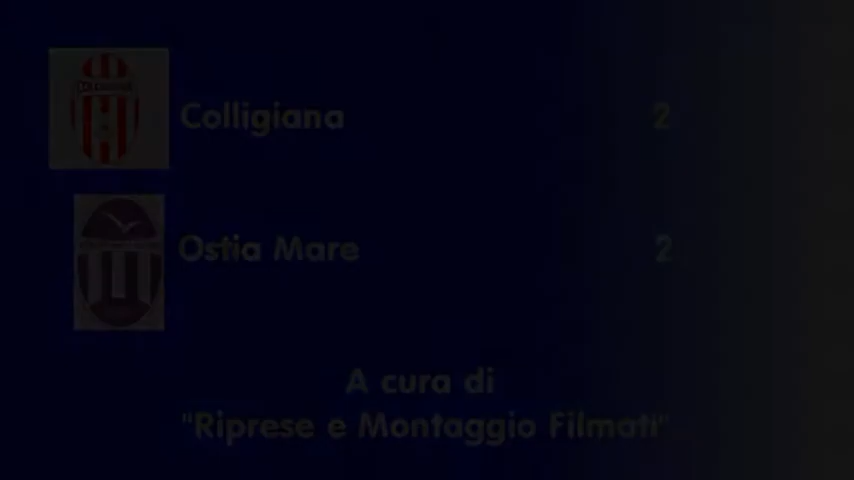 Colligiana 2
Ostia Mare 2
A cura di
"Riprese e Montaggio Filmati"